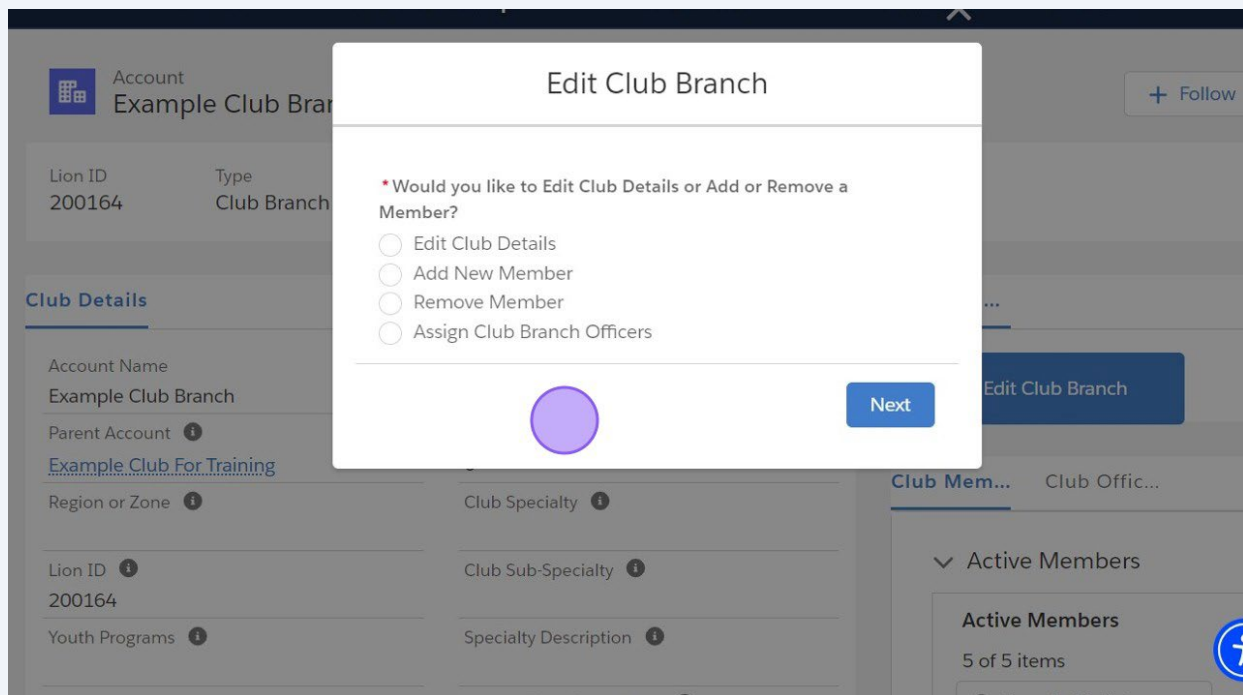 Account
Example Club Bran
+ Follow
Lion ID
200164
Type
Club Branch
Edit Club Branch
*Would you like to Edit Club Details or Add or Remove a
Member?
Edit Club Details
Add New Member
Remove Member
Assign Club Branch Officers
Next
Club Details
Account Name
Example Club Branch
Parent Account
Example Club For Training
Region or Zone
Club Specialty
Lion ID
200164
Club Sub-Specialty
Youth Programs
Specialty Description
...
Edit Club Branch
Club Mem...
Club Offic...
Active Members
Active Members
5 of 5 items